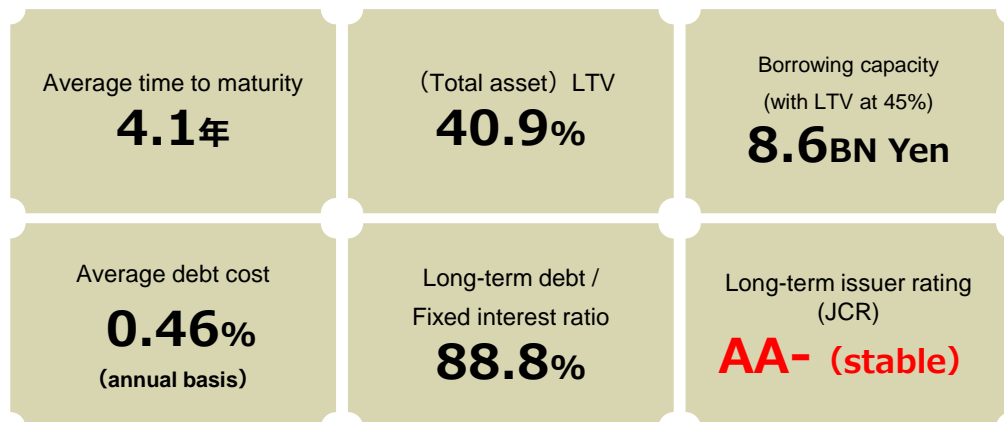 Average time to maturity
4.1年
（Total asset）LTV
40.9%
Borrowing capacity
(with LTV at 45%)
8.6BN Yen
Average debt cost
0.46%
（annual basis）
Long-term debt /
Fixed interest ratio
88.8%
Long-term issuer rating
(JCR)
AA-（stable）